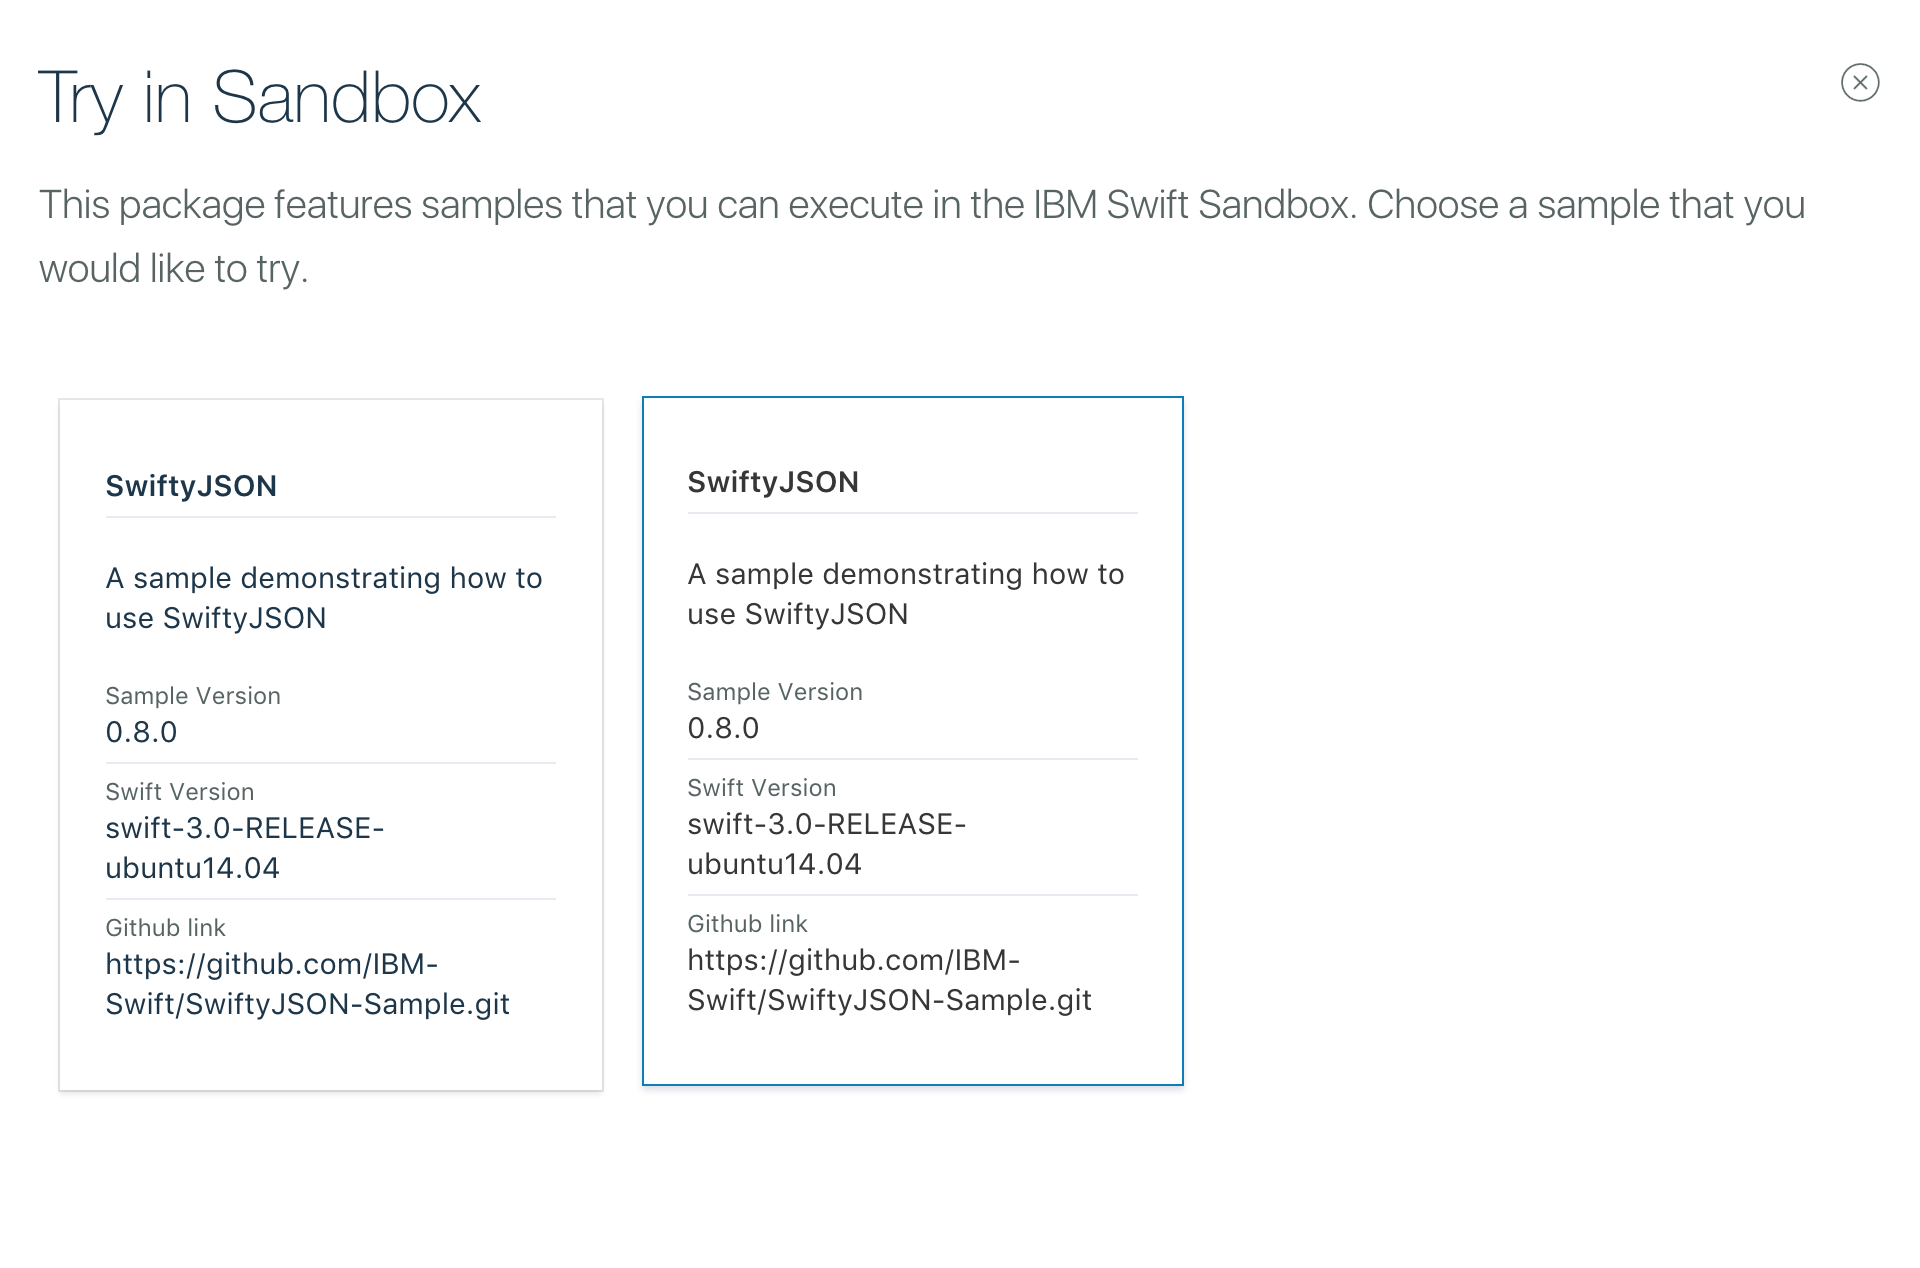 Try in Sandbox
This package features samples that you can execute in the IBM Swift Sandbox. Choose a sample that you
would like to try.
SwiftyJSON
A sample demonstrating how to
use SwiftyJSON
Sample Version
0.8.0
Swift Version
swift-3.0-RELEASE-
ubuntu14.04
Github link
https://github.com/IBM-
Swift/SwiftyJSON-Sample.git
SwiftyJSON
A sample demonstrating how to
use SwiftyJSON
Sample Version
0.8.0
Swift Version
swift-3.0-RELEASE-
ubuntu14.04
Github link
https://github.com/IBM-
Swift/SwiftyJSON-Sample.git